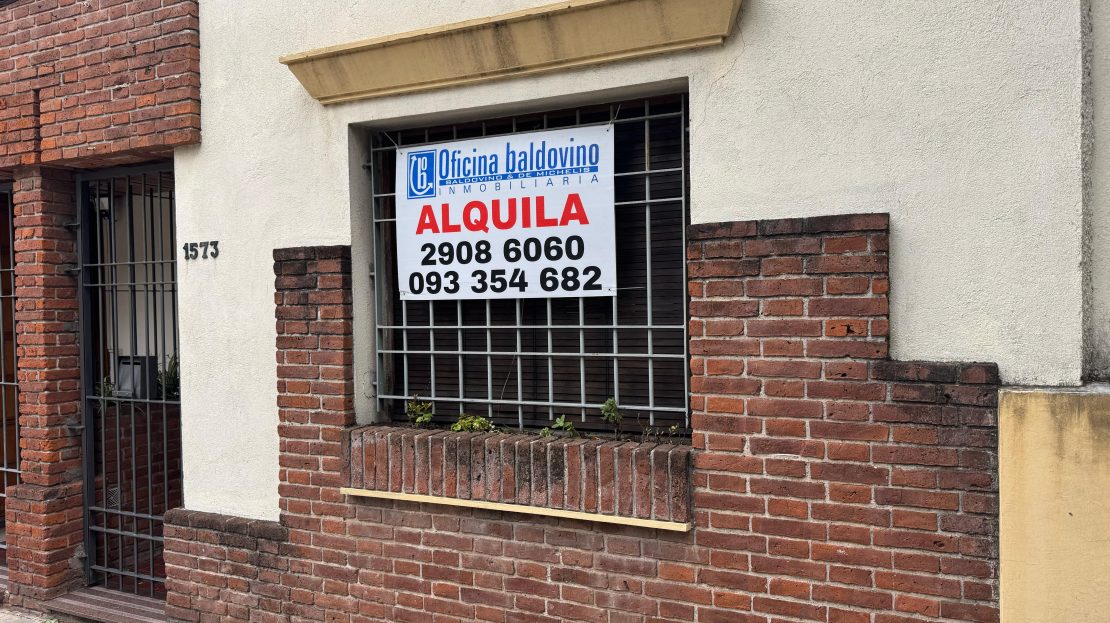 1573
Oficina baldovino
BALDOVINO & DE MICHELIS
INMOBILIARIA
ALQUILA
2908 6060
093 354 682